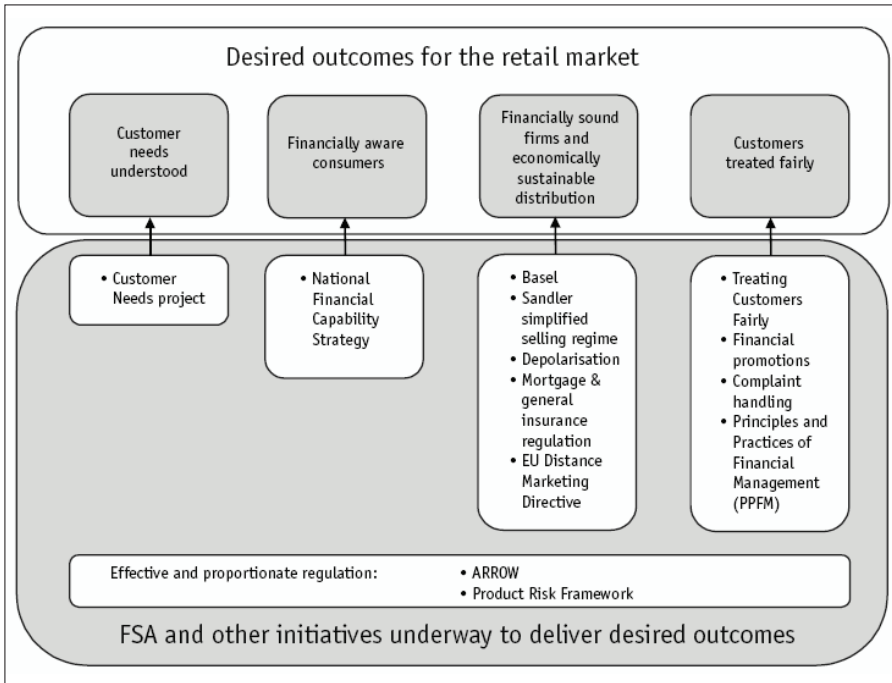 Desired outcomes for the retail market
Customer
needs
understood
Financially aware
consumers
Financially sound
firms and
economically
sustainable
distribution
Customers
treated fairly
• Customer
Needs project
• National
Financial
Capability
Strategy
• Basel
• Sandler
simplified
selling regime
• Depolarisation
• Mortgage &
general
insurance
regulation
• EU Distance
Marketing
Directive
• Treating
Customers
Fairly
• Financial
promotions
• Complaint
handling
• Principles and
Practices of
Financial
Management
(PPFM)
Effective and proportionate regulation:
• ARROW
• Product Risk Framework
FSA and other initiatives underway to deliver desired outcomes